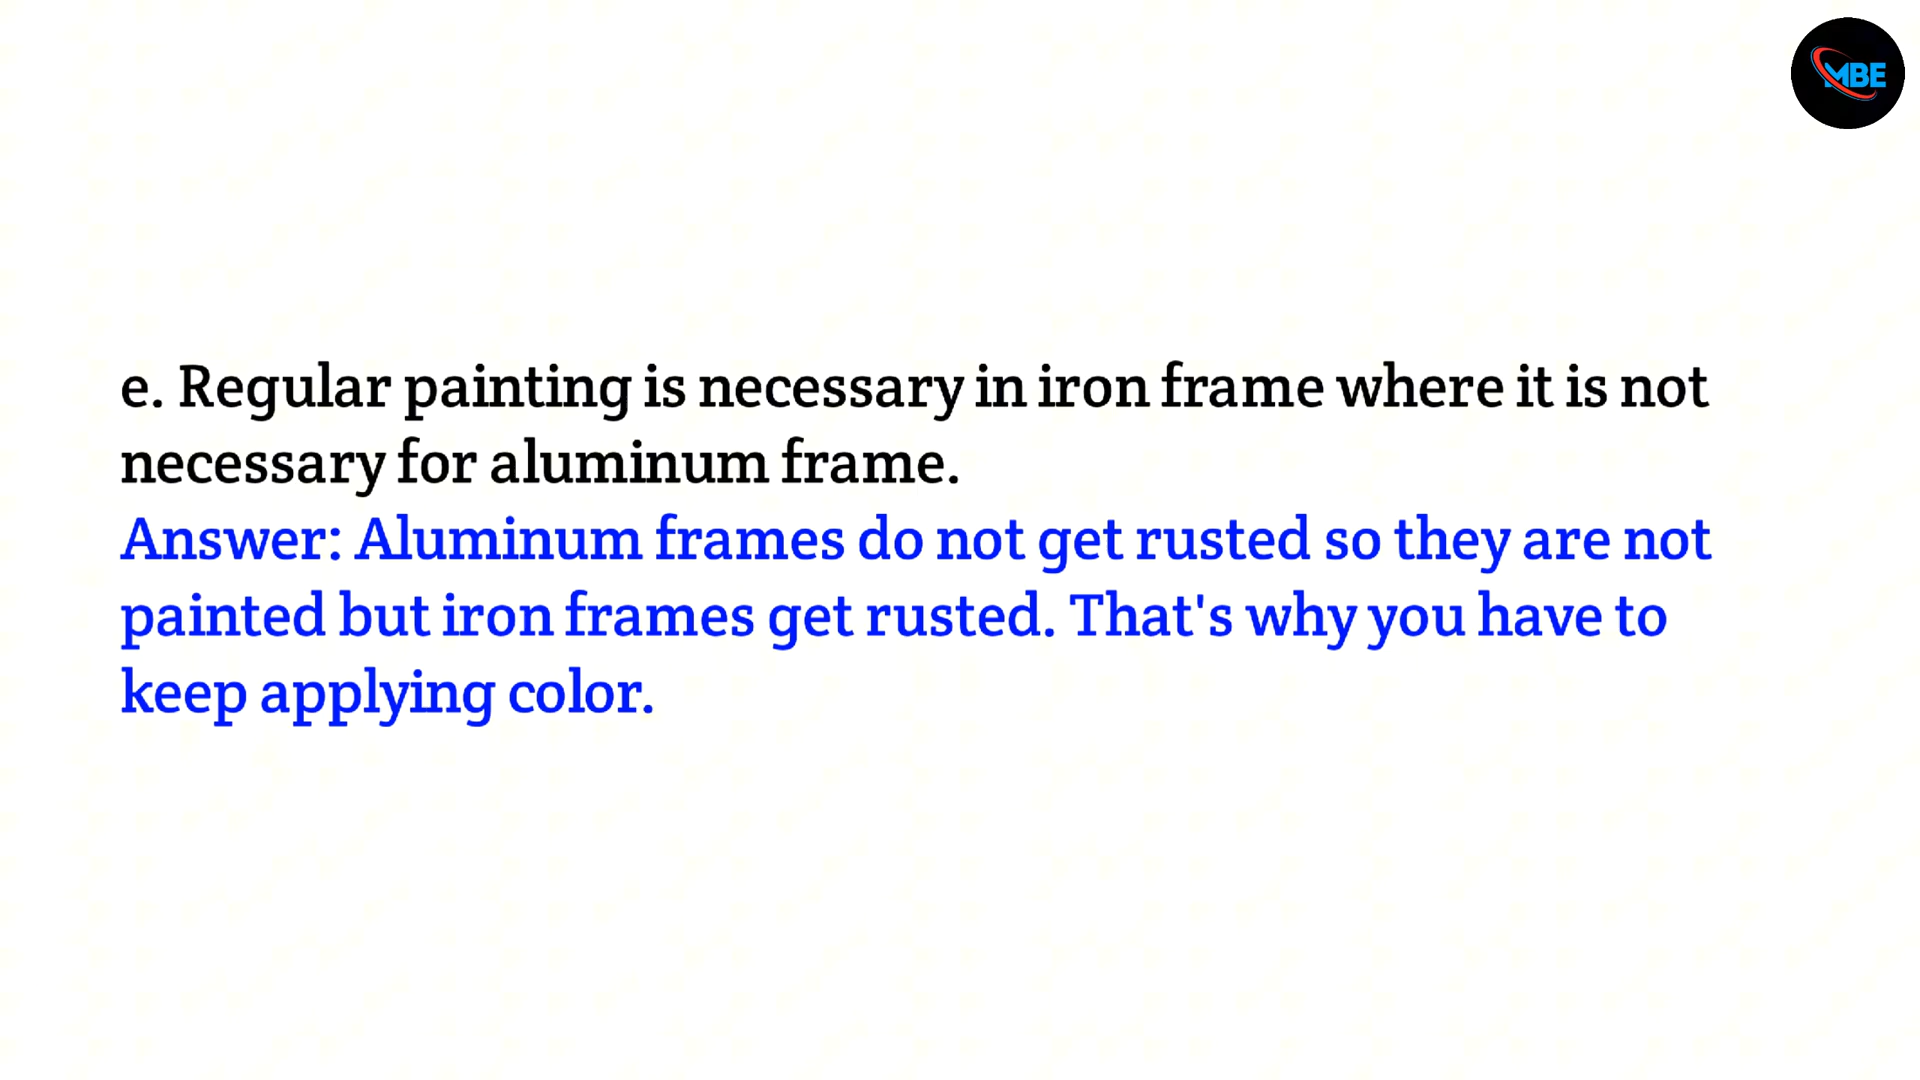 MBE
e. Regular painting is necessary in iron frame where it is not
necessary for aluminum frame.
Answer: Aluminum frames do not get rusted so they are not
painted but iron frames get rusted. That's why you have to
keep applying color.